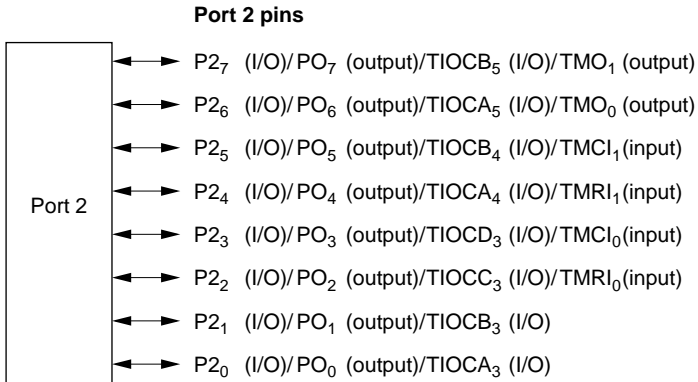 Port 2 pins
P2₇ (I/O)/PO₇ (output)/TIOCB₅ (I/O)/TMO₁ (output)
P2₆ (I/O)/PO₆ (output)/TIOCA₅ (I/O)/TMO₀ (output)
P2₅ (I/O)/PO₅ (output)/TIOCB₄ (I/O)/TMCI₁(input)
P2₄ (I/O)/PO₄ (output)/TIOCA₄ (I/O)/TMRI₁(input)
Port 2
P2₃ (I/O)/PO₃ (output)/TIOCD₃ (I/O)/TMCI₀(input)
P2₂ (I/O)/PO₂ (output)/TIOCC₃ (I/O)/TMRI₀(input)
P2₁ (I/O)/PO₁ (output)/TIOCB₃ (I/O)
P2₀ (I/O)/PO₀ (output)/TIOCA₃ (I/O)